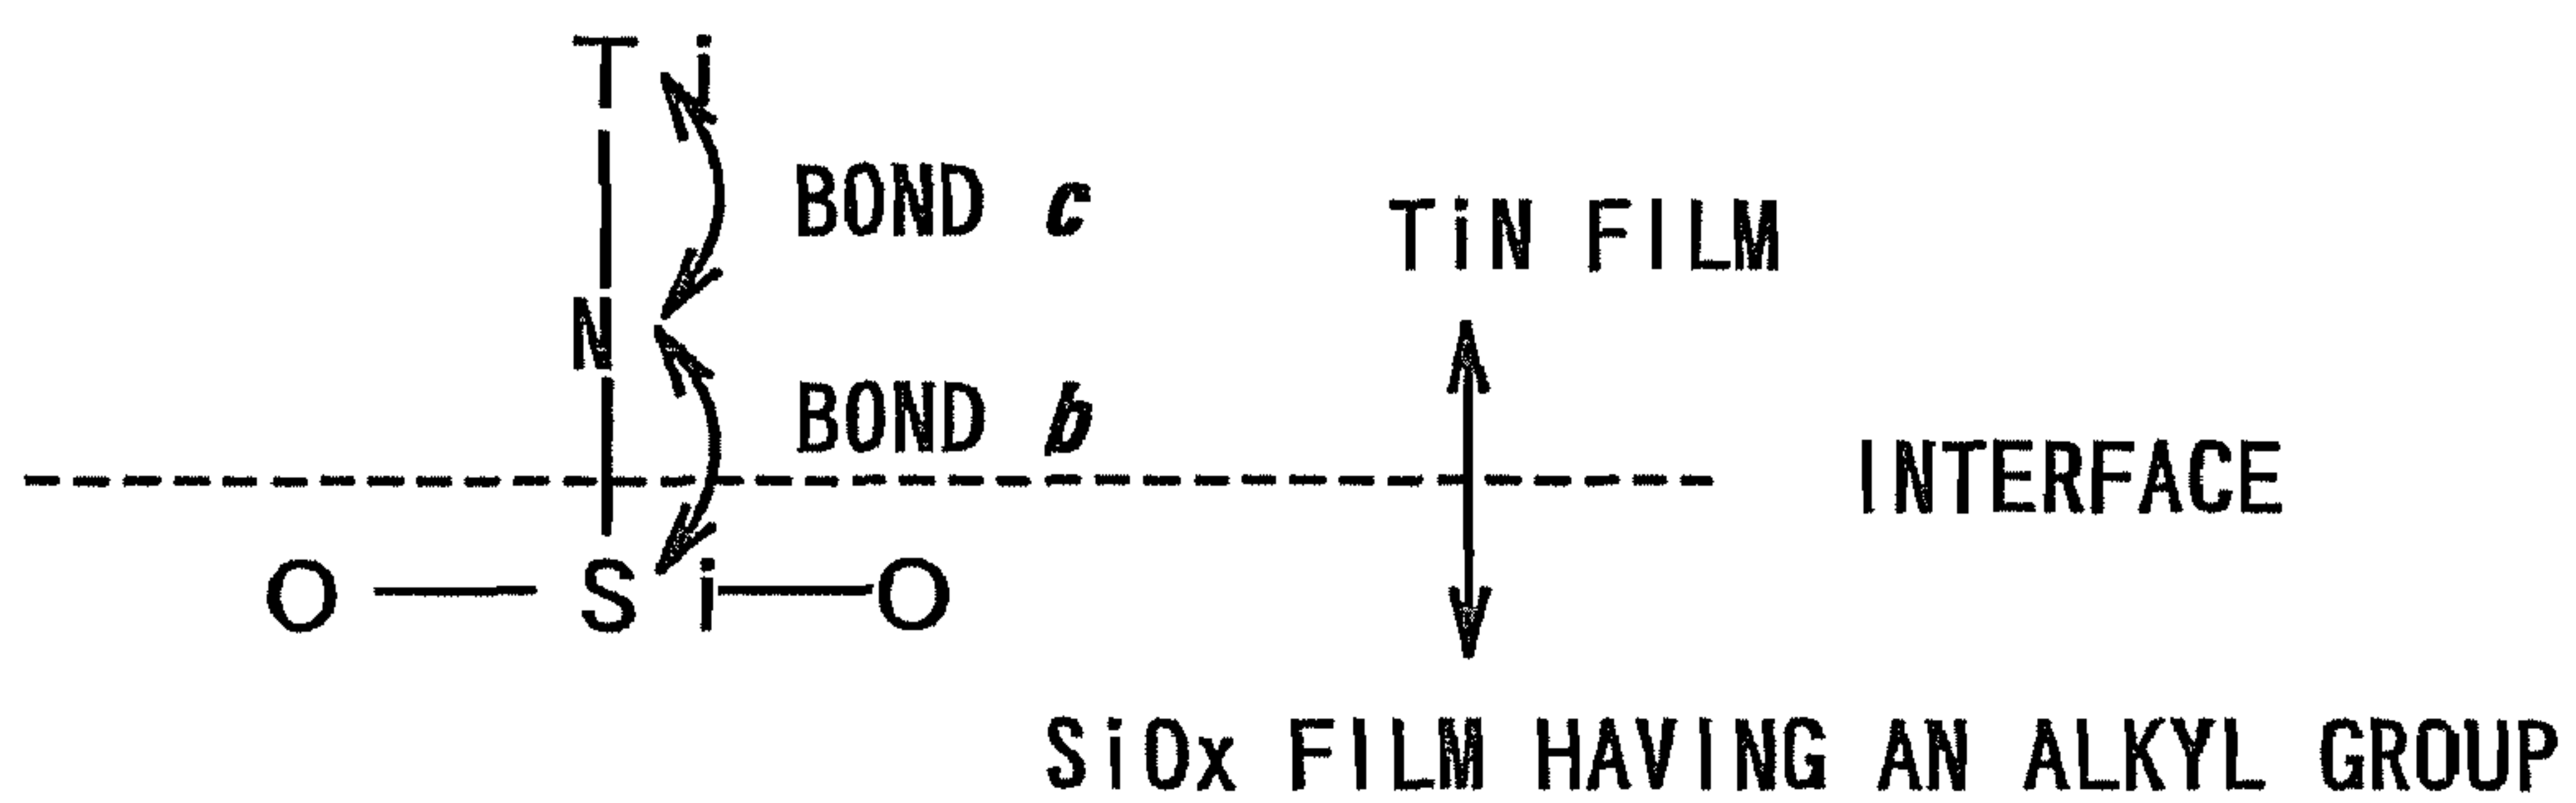 Ti
BOND c
TiN FILM
N
BOND b
INTERFACE
O Si O
SiOx FILM HAVING AN ALKYL GROUP